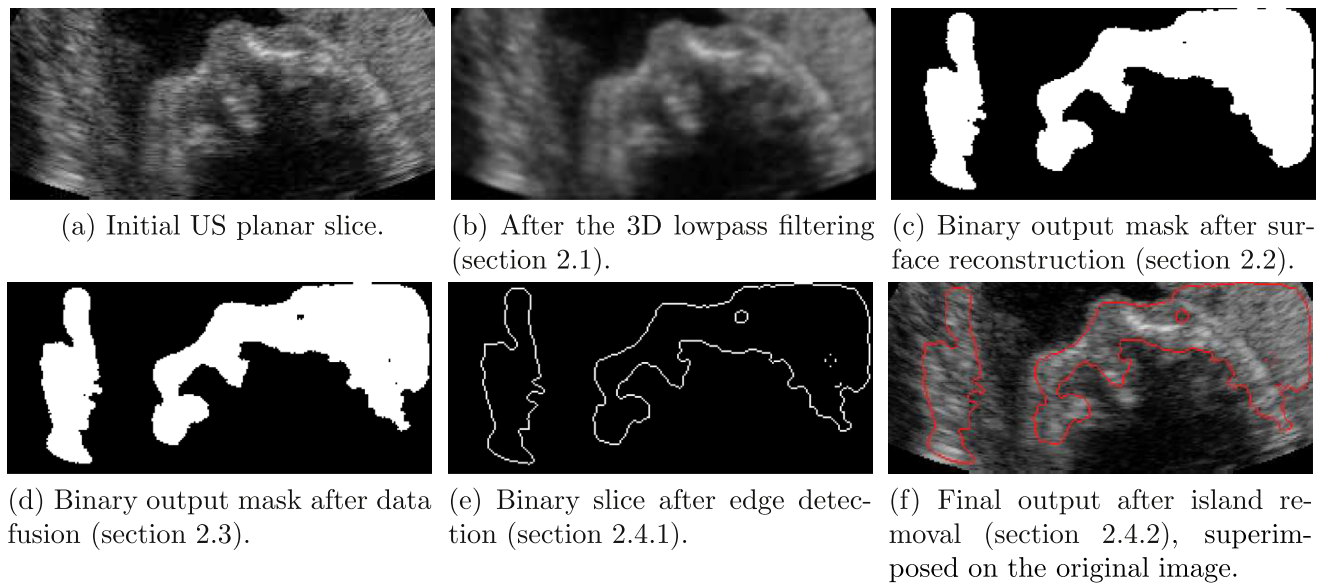 (a) Initial US planar slice.
(b) After the 3D lowpass filtering
(section 2.1).
(c) Binary output mask after sur-
face reconstruction (section 2.2).
(d) Binary output mask after data
fusion (section 2.3).
(e) Binary slice after edge detec-
tion (section 2.4.1).
(f) Final output after island re-
moval (section 2.4.2), superim-
posed on the original image.